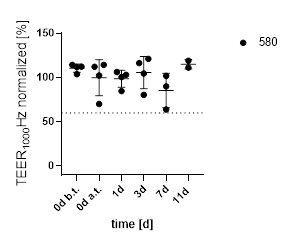 TEER1000Hz normalized [%]
150
100
50
0
0d b.t.
0d a.t.
1d
3d
7d
11d
time [d]
580